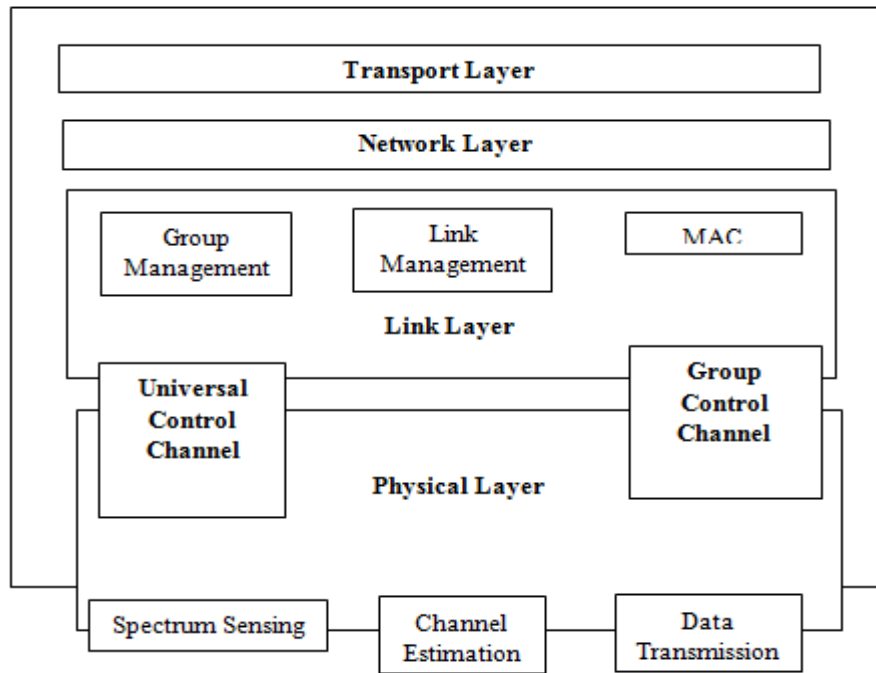 Transport Layer
Network Layer
Group
Management
Link
Management
MAC
Link Layer
Universal
Control
Channel
Group
Control
Channel
Physical Layer
Spectrum Sensing
Channel
Estimation
Data
Transmission